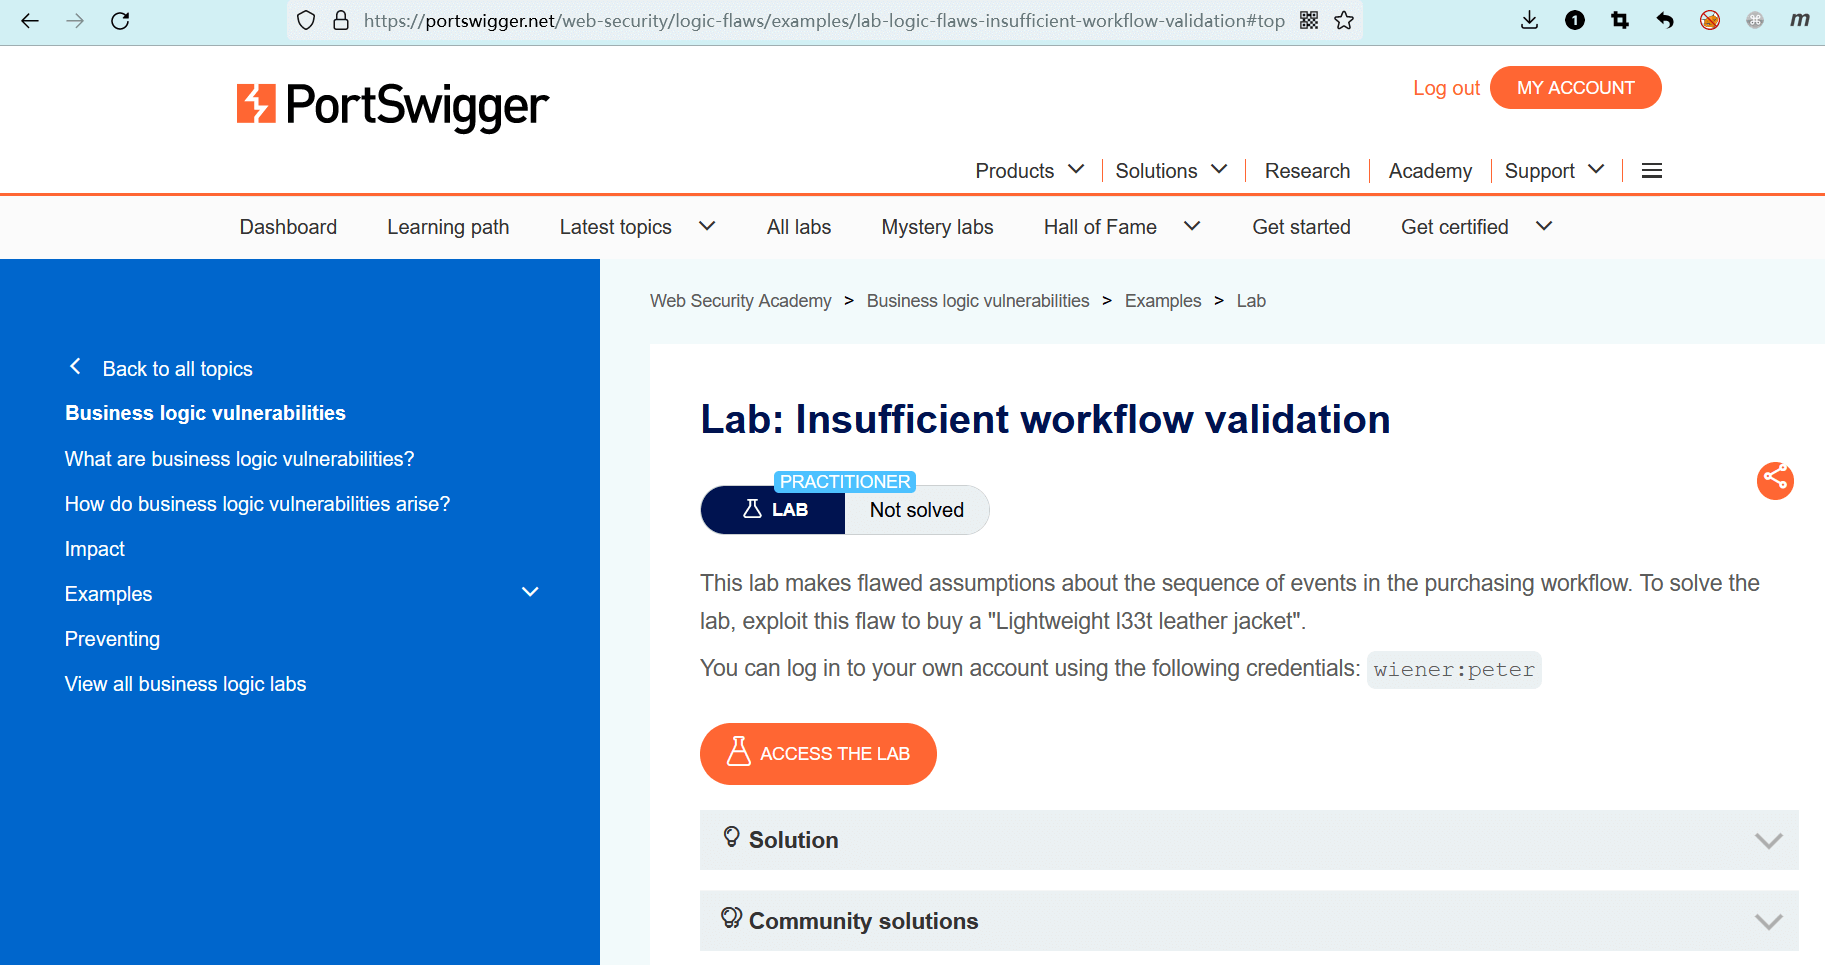 https://portswigger.net/web-security/logic-flaws/examples/lab-logic-flaws-insufficient-workflow-validation#top
1
m
PortSwigger
Log out
MY ACCOUNT
Products
Solutions
Research
Academy
Support
Dashboard
Learning path
Latest topics
All labs
Mystery labs
Hall of Fame
Get started
Get certified
Web Security Academy > Business logic vulnerabilities > Examples > Lab
Back to all topics
Business logic vulnerabilities
What are business logic vulnerabilities?
How do business logic vulnerabilities arise?
Impact
Examples
Preventing
View all business logic labs
Lab: Insufficient workflow validation
PRACTITIONER
LAB
Not solved
This lab makes flawed assumptions about the sequence of events in the purchasing workflow. To solve the
lab, exploit this flaw to buy a "Lightweight l33t leather jacket".
You can log in to your own account using the following credentials: wiener:peter
ACCESS THE LAB
Solution
Community solutions